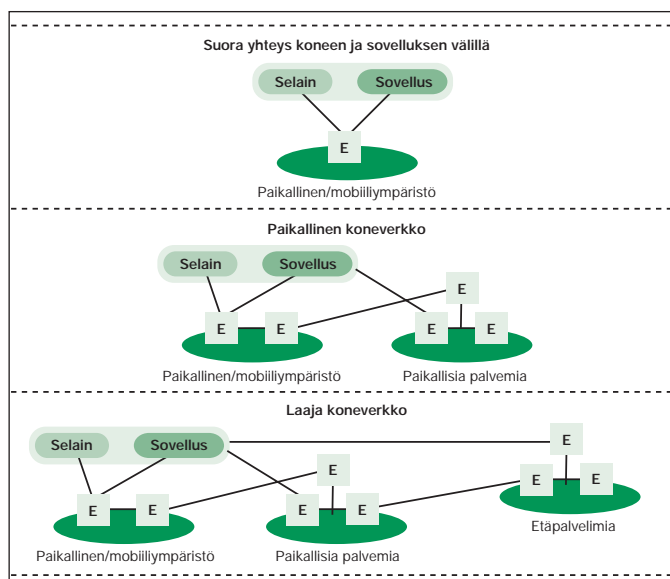 Suora yhteys koneen ja sovelluksen välillä
Selain Sovellus
E
Paikallinen/mobiiliympäristö
Paikallinen koneverkko
Selain Sovellus
E
E E E E
Paikallinen/mobiiliympäristö Paikallisia palvemia
Laaja koneverkko
Selain Sovellus E
E
E E
E E E E
Etäpalvelimia
Paikallinen/mobiiliympäristö Paikallisia palvemia